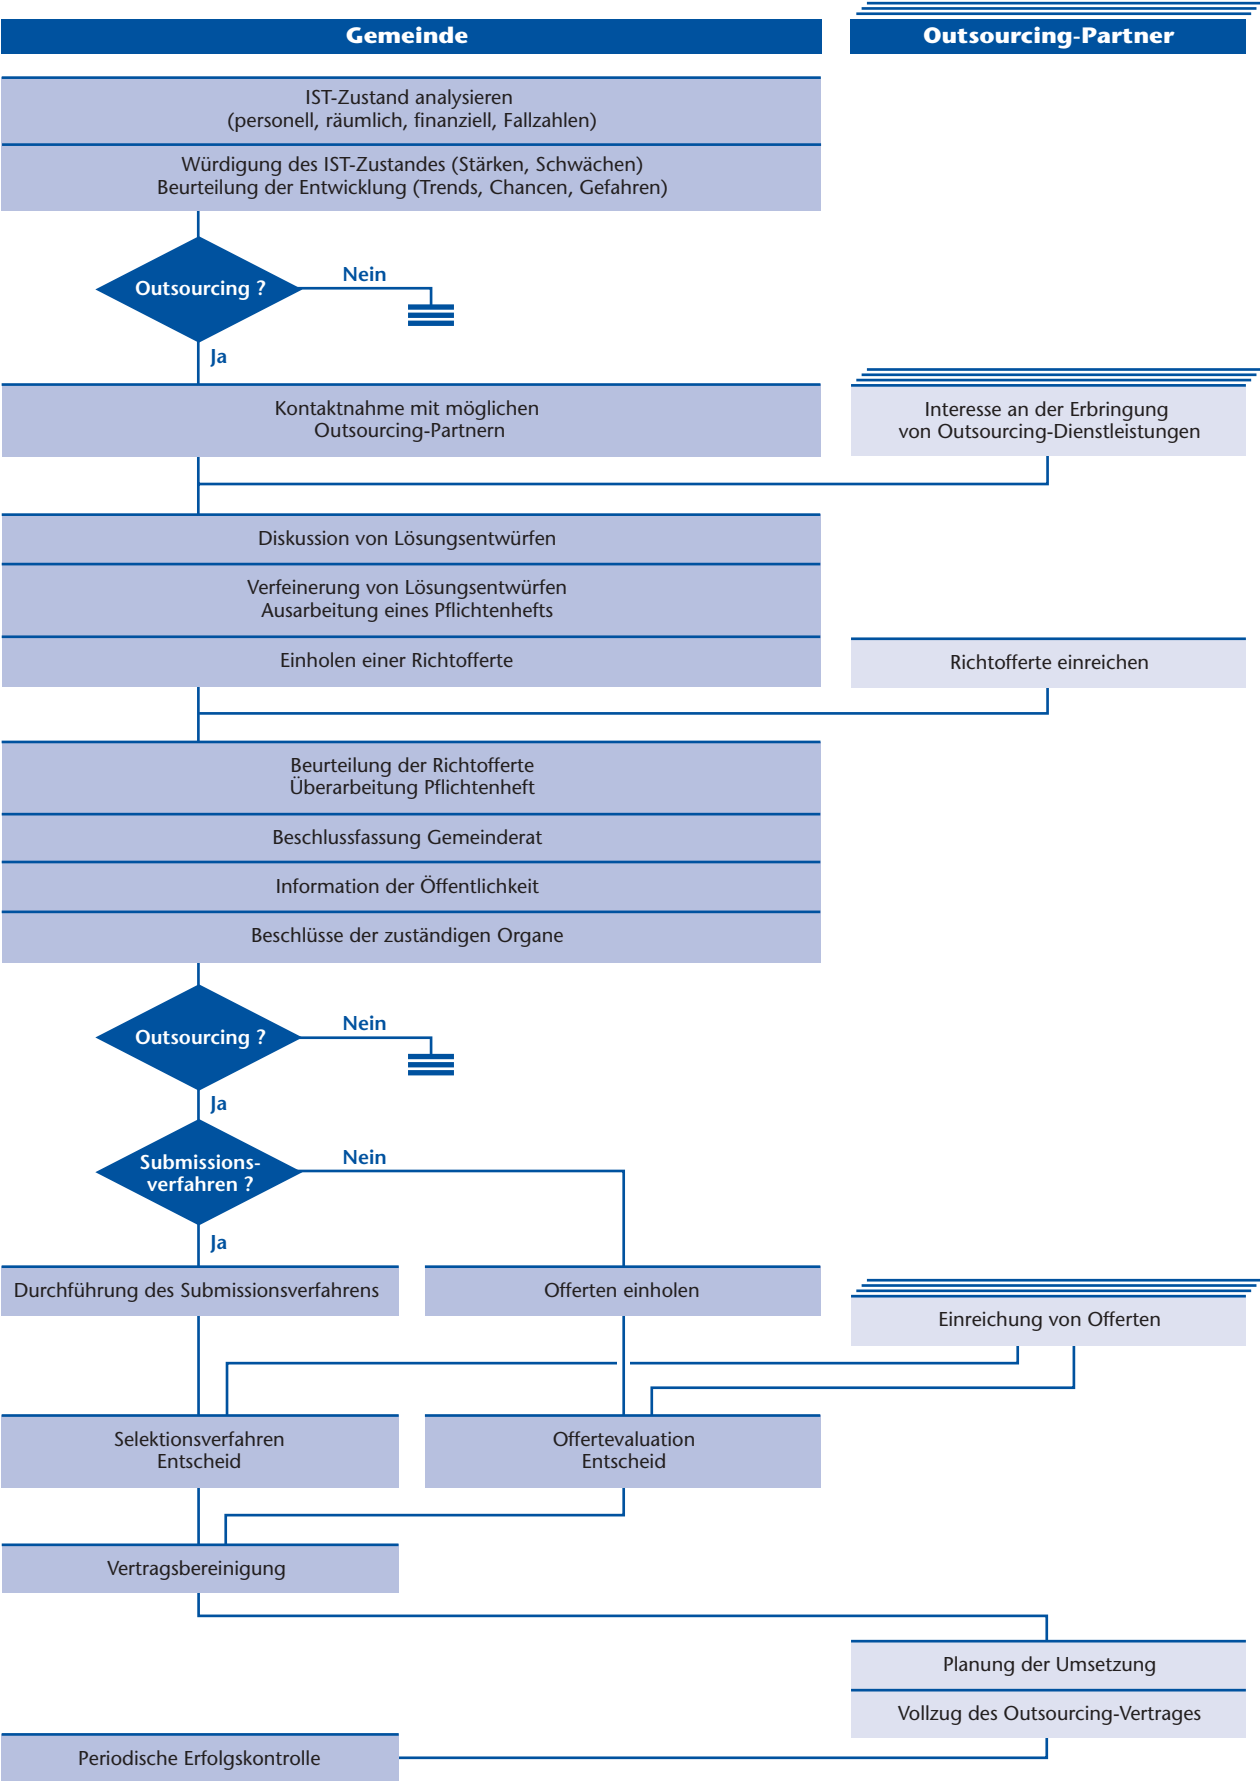 Gemeinde
Outsourcing-Partner
IST-Zustand analysieren
(personell, räumlich, finanziell, Fallzahlen)
Würdigung des IST-Zustandes (Stärken, Schwächen)
Beurteilung der Entwicklung (Trends, Chancen, Gefahren)
Outsourcing ?
Nein
Ja
Kontaktnahme mit möglichen
Outsourcing-Partnern
Interesse an der Erbringung
von Outsourcing-Dienstleistungen
Diskussion von Lösungsentwürfen
Verfeinerung von Lösungsentwürfen
Ausarbeitung eines Pflichtenhefts
Einholen einer Richtofferte
Richtofferte einreichen
Beurteilung der Richtofferte
Überarbeitung Pflichtenheft
Beschlussfassung Gemeinderat
Information der Öffentlichkeit
Beschlüsse der zuständigen Organe
Outsourcing ?
Nein
Ja
Submissions-
verfahren ?
Nein
Ja
Durchführung des Submissionsverfahrens
Offerten einholen
Einreichung von Offerten
Selektionsverfahren
Entscheid
Offertevaluation
Entscheid
Vertragsbereinigung
Planung der Umsetzung
Vollzug des Outsourcing-Vertrages
Periodische Erfolgskontrolle